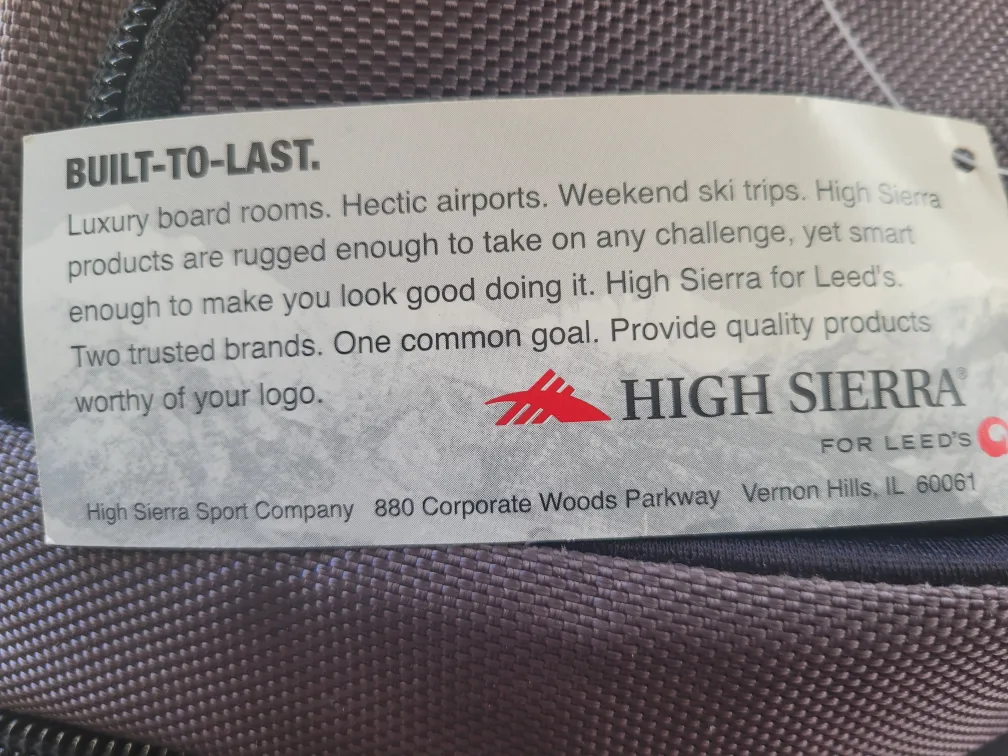 BUILT-TO-LAST.
Luxury board rooms. Hectic airports. Weekend ski trips. High Sierra
products are rugged enough to take on any challenge, yet smart
enough to make you look good doing it. High Sierra for Leed's.
Two trusted brands. One common goal. Provide quality products
worthy of your logo.
HIGH SIERRA®
FOR LEED'S
High Sierra Sport Company 880 Corporate Woods Parkway Vernon Hills, IL 60061